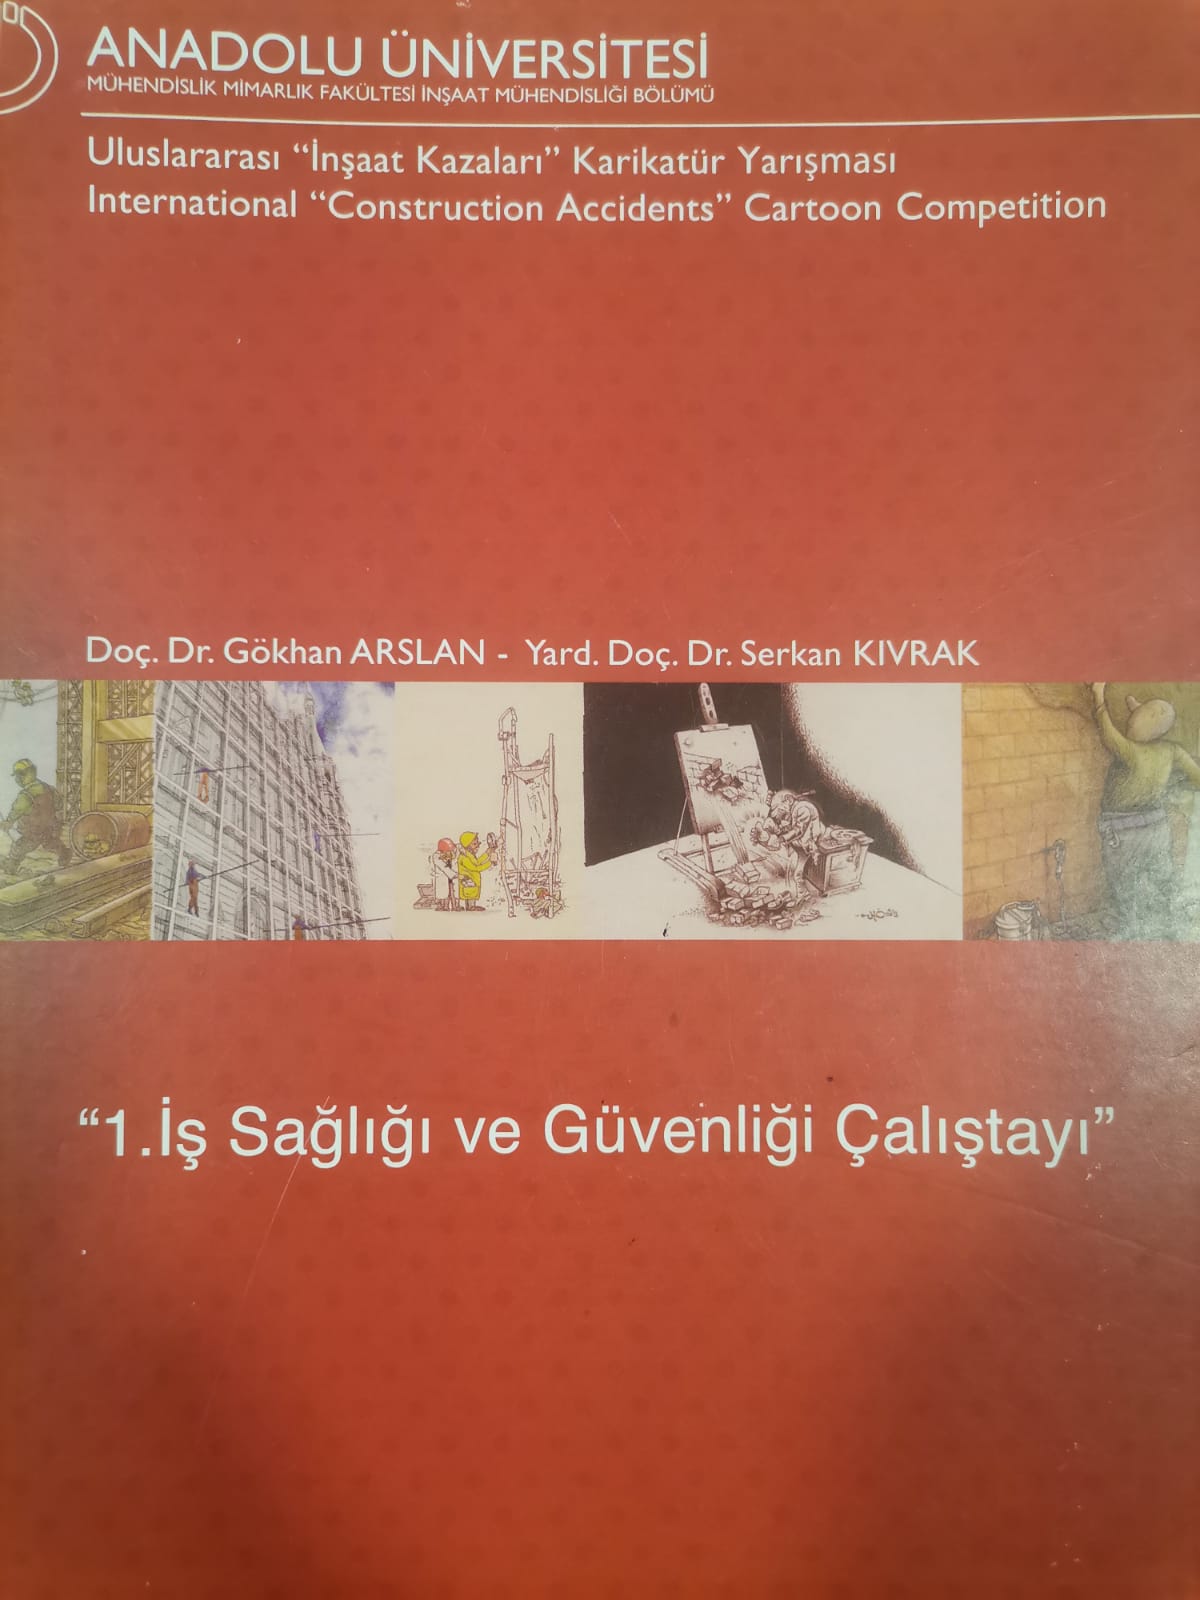 ANADOLU ÜNİVERSİTESİ
MÜHENDİSLİK MİMARLIK FAKÜLTESİ İNŞAAT MÜHENDİSLİĞİ BÖLÜMÜ
Uluslararası “İnşaat Kazaları” Karikatür Yarışması
International “Construction Accidents” Cartoon Competition
Doç. Dr. Gökhan ARSLAN - Yard. Doç. Dr. Serkan KIVRAK
“1.İş Sağlığı ve Güvenliği Çalıştayı”